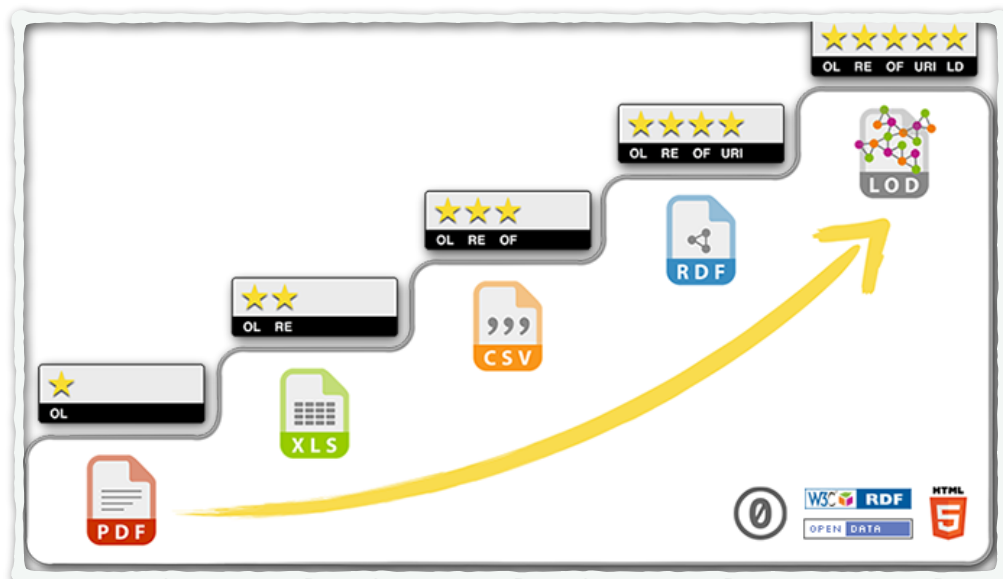 OL RE OF URI LD
LOD
OL RE OF URI
RDF
OL RE OF
,,,
CSV
OL RE
XLS
OL
PDF
0
W3C RDF
OPEN DATA
HTML
5